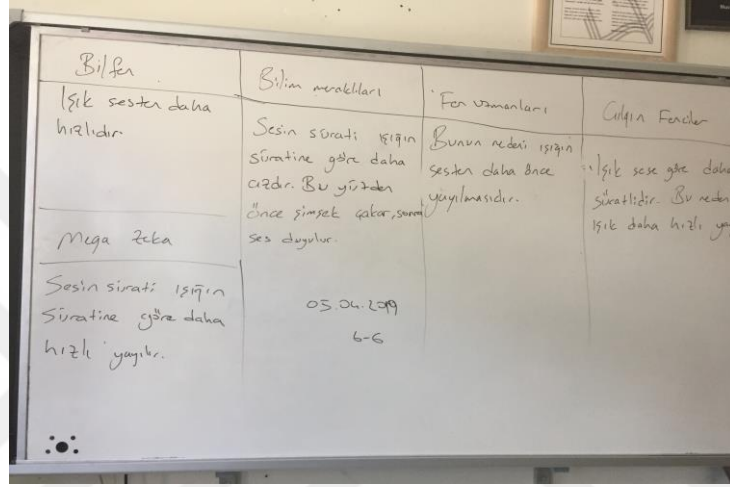 Bilfen
Işık sesten daha
hızlıdır.
Mega Zeka
Sesin sürati ışığın
Süratine göre daha
hızlı yayılır.
Bilim meraklıları
Sesin sürati ışığın
süratine göre daha
azdır. Bu yüzden
önce şimşek çakar, sonra
ses duyulur.
05.04.2019
6-6
Fen uzmanları
Bunun nedeni ışığın
sesten daha önce
yayılmasıdır.
Çılgın Fenciler
Işık sese göre daha
süratlidir. Bu neden
Işık daha hızlı ya